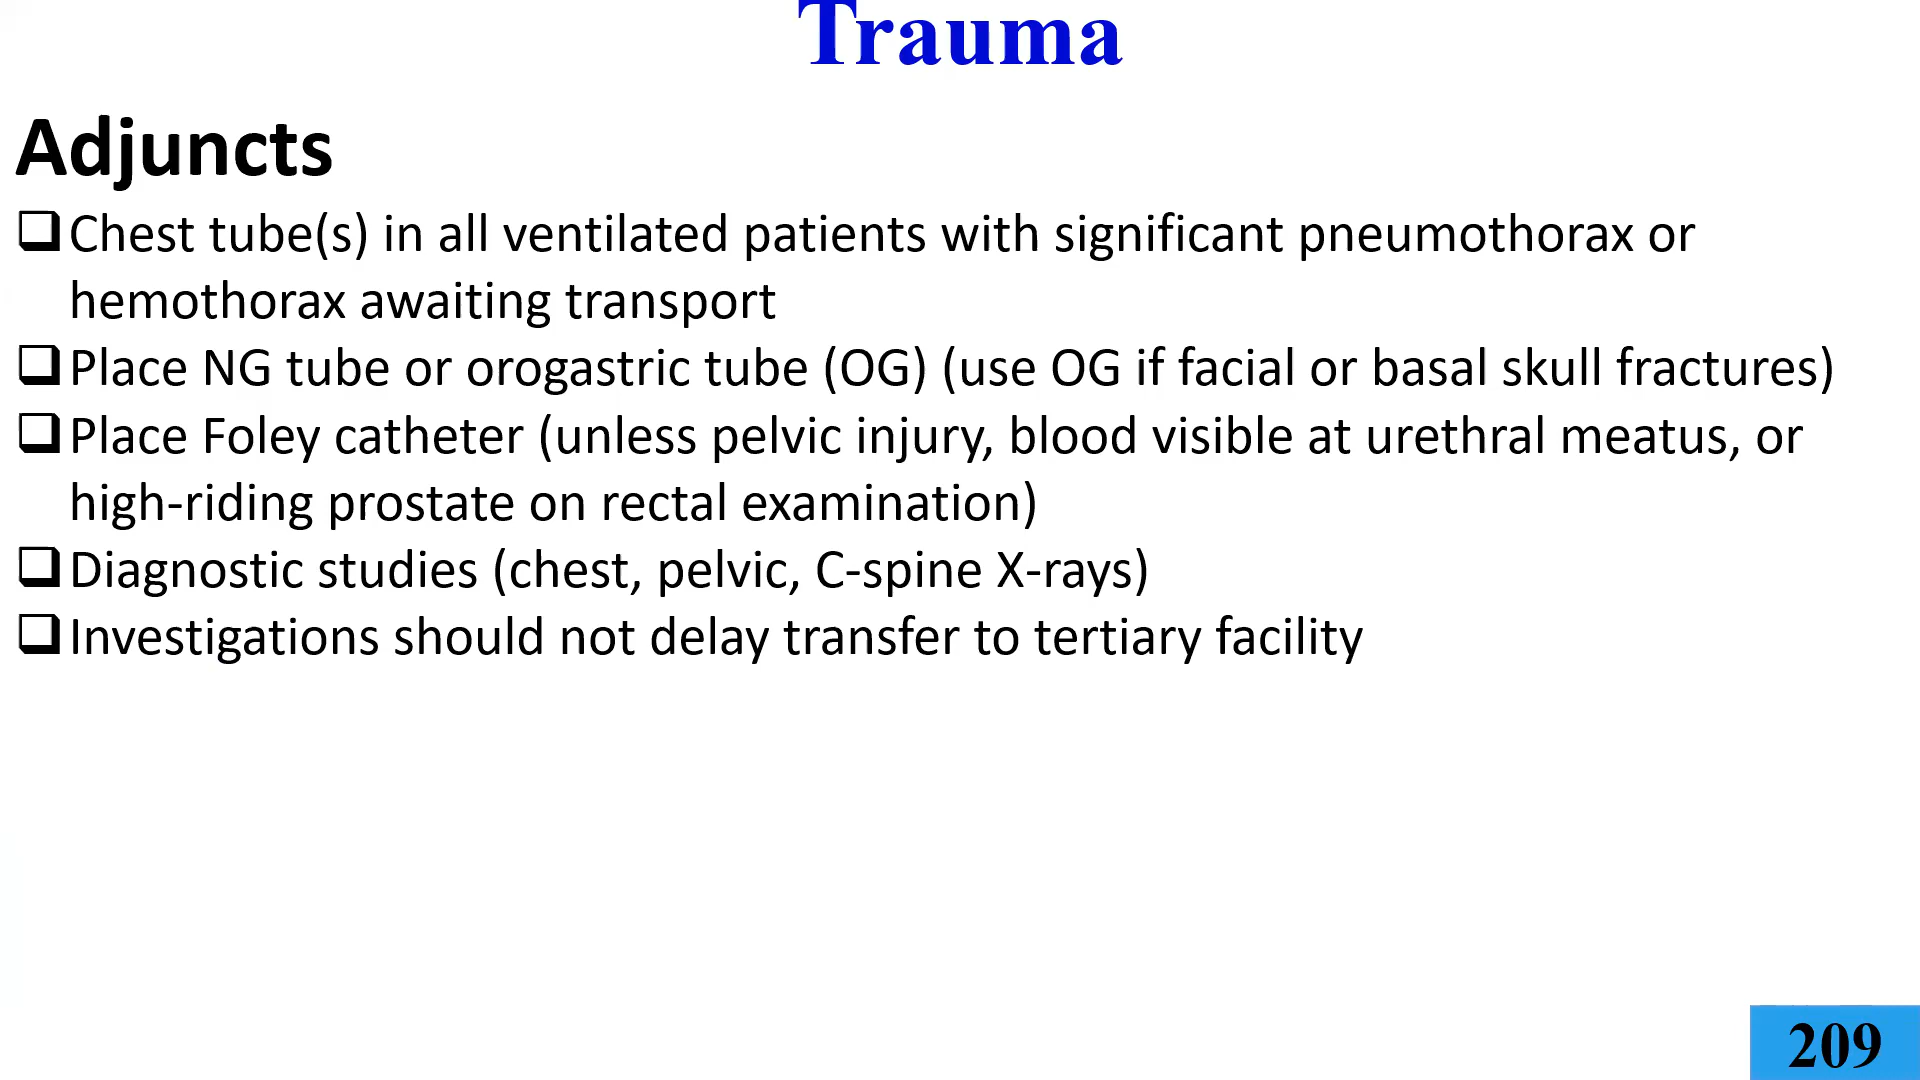 Trauma
Adjuncts
❑Chest tube(s) in all ventilated patients with significant pneumothorax or
hemothorax awaiting transport
❑Place NG tube or orogastric tube (OG) (use OG if facial or basal skull fractures)
❑Place Foley catheter (unless pelvic injury, blood visible at urethral meatus, or
high-riding prostate on rectal examination)
❑Diagnostic studies (chest, pelvic, C-spine X-rays)
❑Investigations should not delay transfer to tertiary facility
209